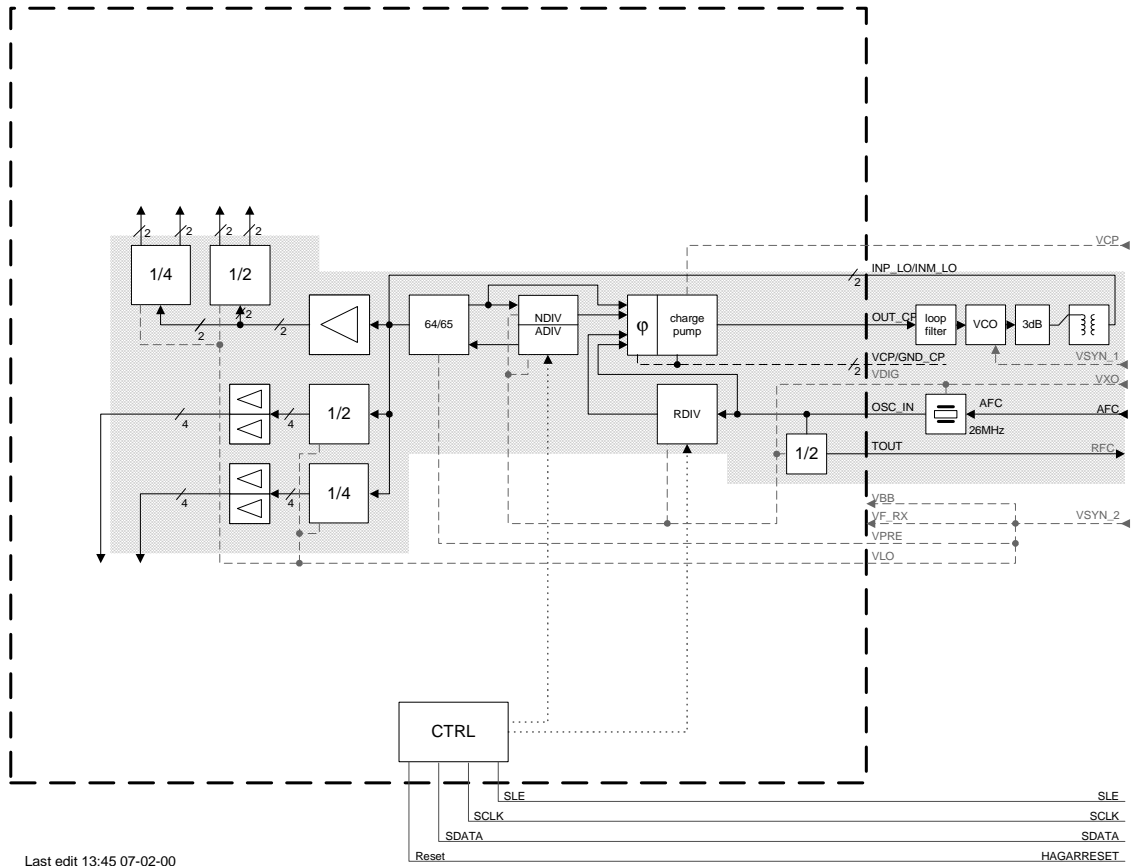 2
2
2
2
VCP
1/4
1/2
2
INP_LO/INM_LO
2
2
2
64/65
NDIV
ADIV
φ
charge
pump
OUT_CP
loop
filter
VCO
3dB
VCP/GND_CP
2
VSYN_1
VDIG
VXO
4
4
1/2
RDIV
OSC_IN
AFC
AFC
26MHz
1/2
TOUT
RFC
4
4
1/4
VBB
VF_RX
VSYN_2
VPRE
VLO
CTRL
SLE
SLE
SCLK
SCLK
SDATA
SDATA
Reset
HAGARRESET
Last edit 13:45 07-02-00